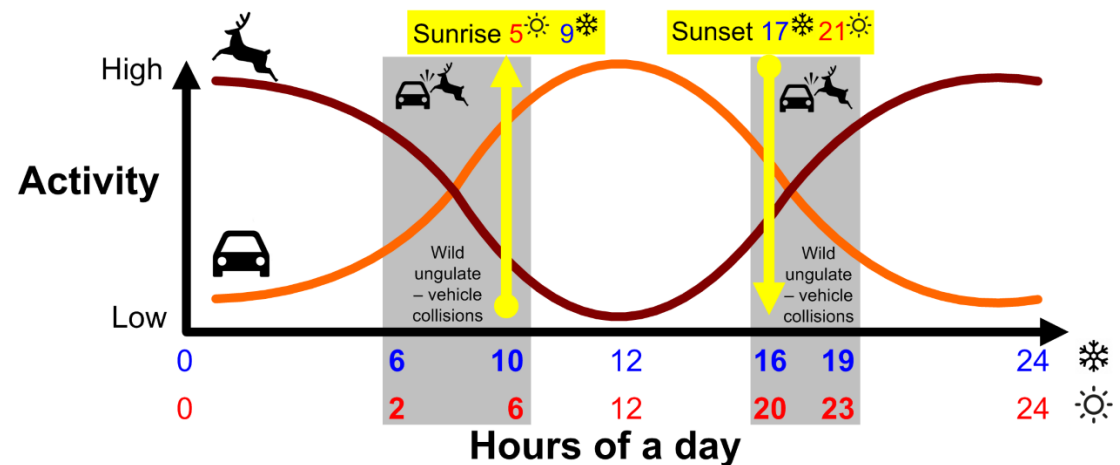 Sunrise 5 9
Sunset 17 21
High
Activity
Low
Wild
ungulate
– vehicle
collisions
Wild
ungulate
– vehicle
collisions
0 6 10 12 16 19 24
0 2 6 12 20 23 24
Hours of a day